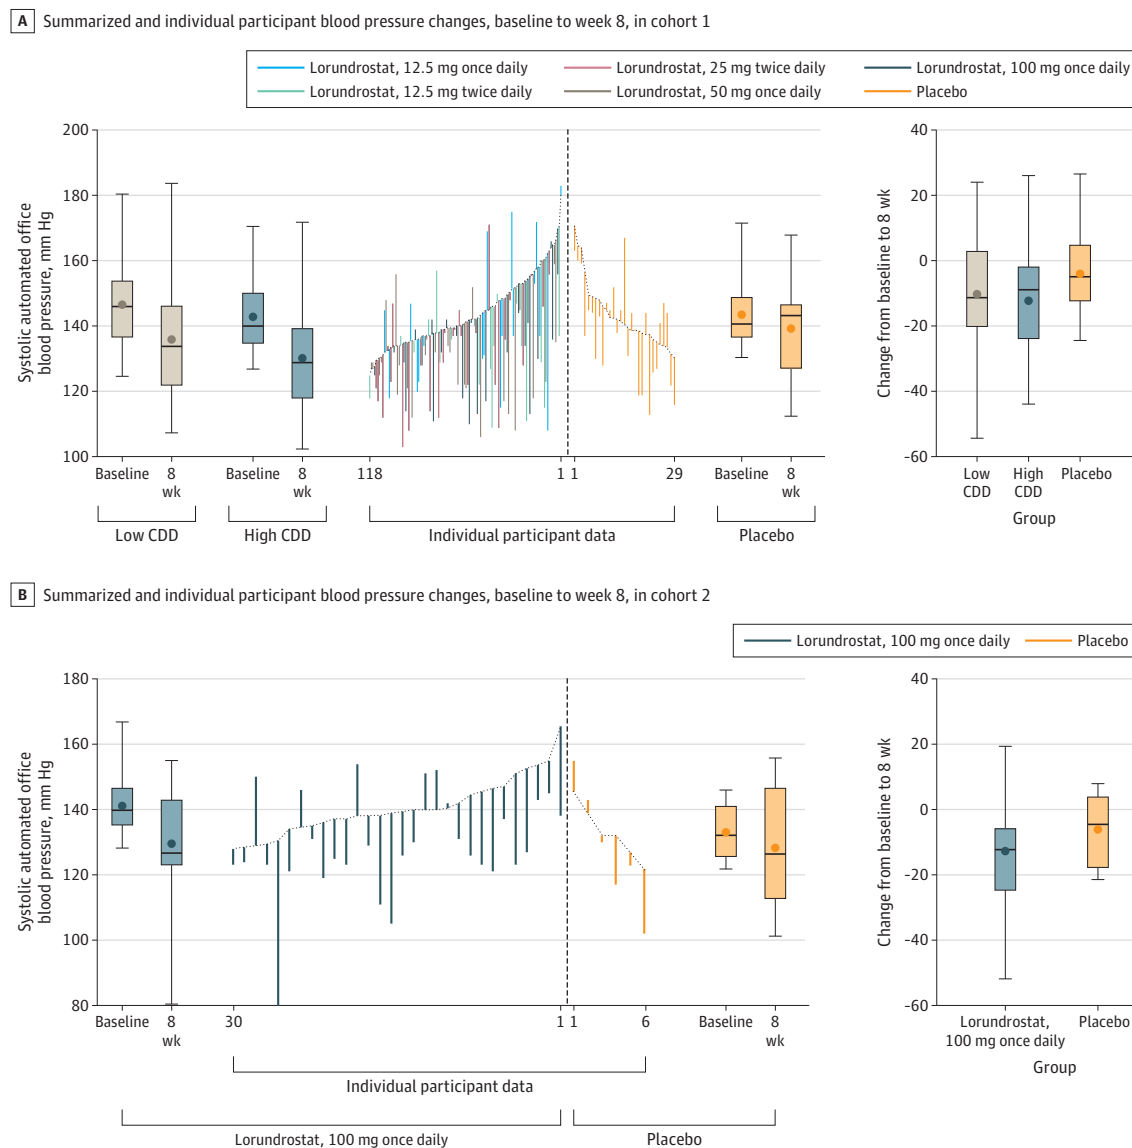 A Summarized and individual participant blood pressure changes, baseline to week 8, in cohort 1
Lorundrostat, 12.5 mg once daily
Lorundrostat, 25 mg twice daily
Lorundrostat, 100 mg once daily
Lorundrostat, 12.5 mg twice daily
Lorundrostat, 50 mg once daily
Placebo
Systolic automated office
blood pressure, mm Hg
200
180
160
140
120
100
Baseline
8
wk
Baseline
8
wk
118
1
1
29
Baseline
8
wk
Low CDD
High CDD
Individual participant data
Placebo
Change from baseline to 8 wk
40
20
0
-20
-40
-60
Low
CDD
High
CDD
Placebo
Group
B Summarized and individual participant blood pressure changes, baseline to week 8, in cohort 2
Lorundrostat, 100 mg once daily
Placebo
Systolic automated office
blood pressure, mm Hg
180
160
140
120
100
80
Baseline
8
wk
30
1
1
6
Baseline
8
wk
Individual participant data
Lorundrostat, 100 mg once daily
Placebo
Change from baseline to 8 wk
40
20
0
-20
-40
-60
Lorundrostat,
100 mg once daily
Placebo
Group